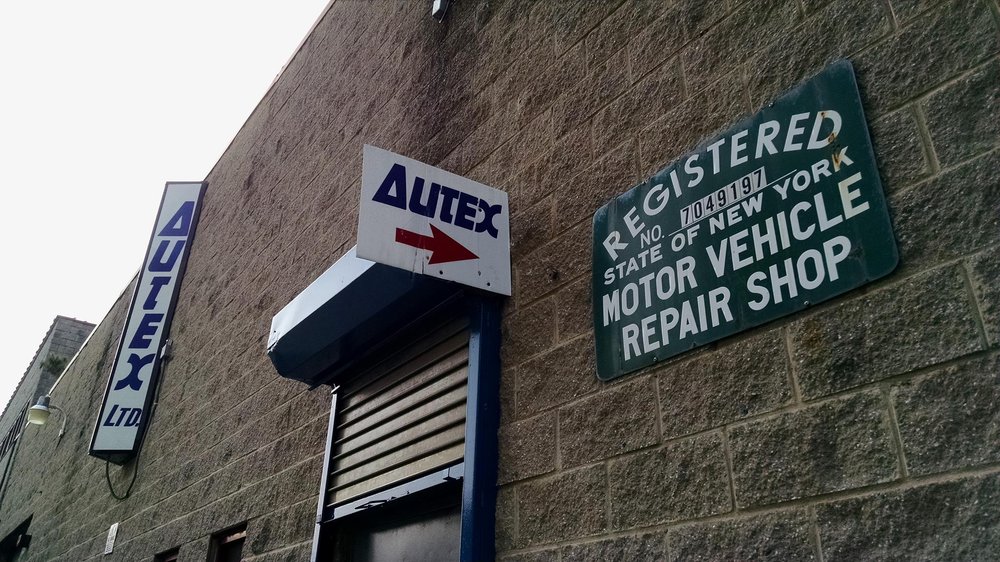 AUTEX
LTD.
AUTEX
REGISTERED
NO. 7049197
STATE OF NEW YORK
MOTOR VEHICLE
REPAIR SHOP